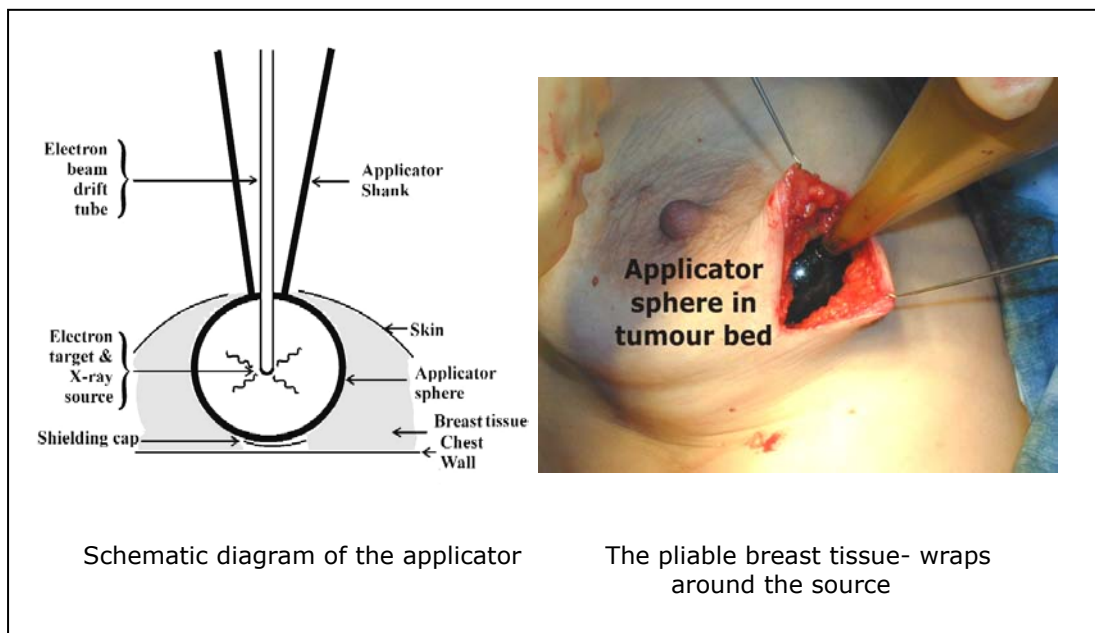 Electron
beam
drift
tube
Applicator
Shank
Electron
target &
X-ray
source
Skin
Applicator
sphere
Shielding cap
Breast tissue
Chest
Wall
Applicator
sphere in
tumour bed
Schematic diagram of the applicator
The pliable breast tissue- wraps
around the source